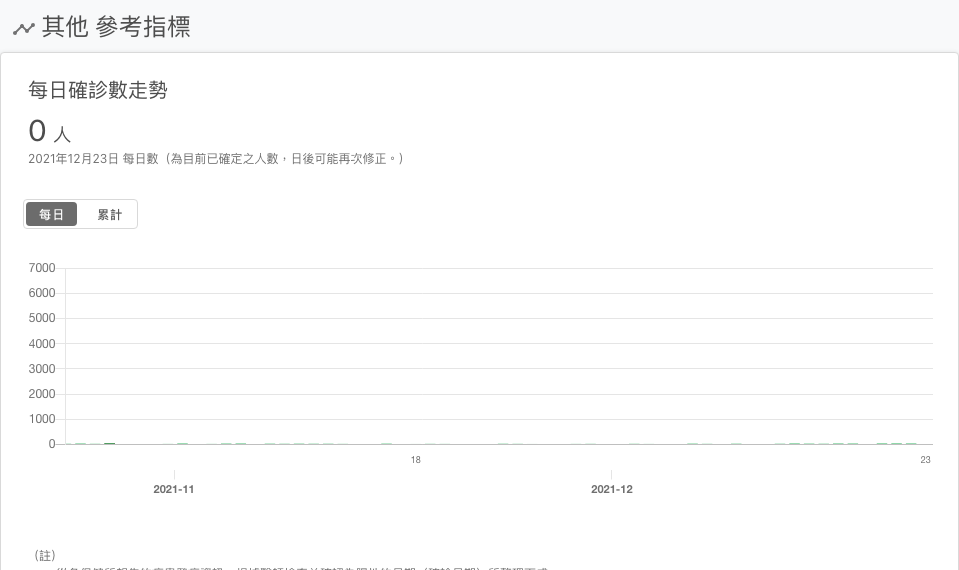 其他 參考指標
每日確診數走勢
0 人
2021年12月23日 每日數（為目前已確定之人數，日後可能再次修正。）
每日 累計
7000
6000
5000
4000
3000
2000
1000
0
18 23
2021-11 2021-12
（註）